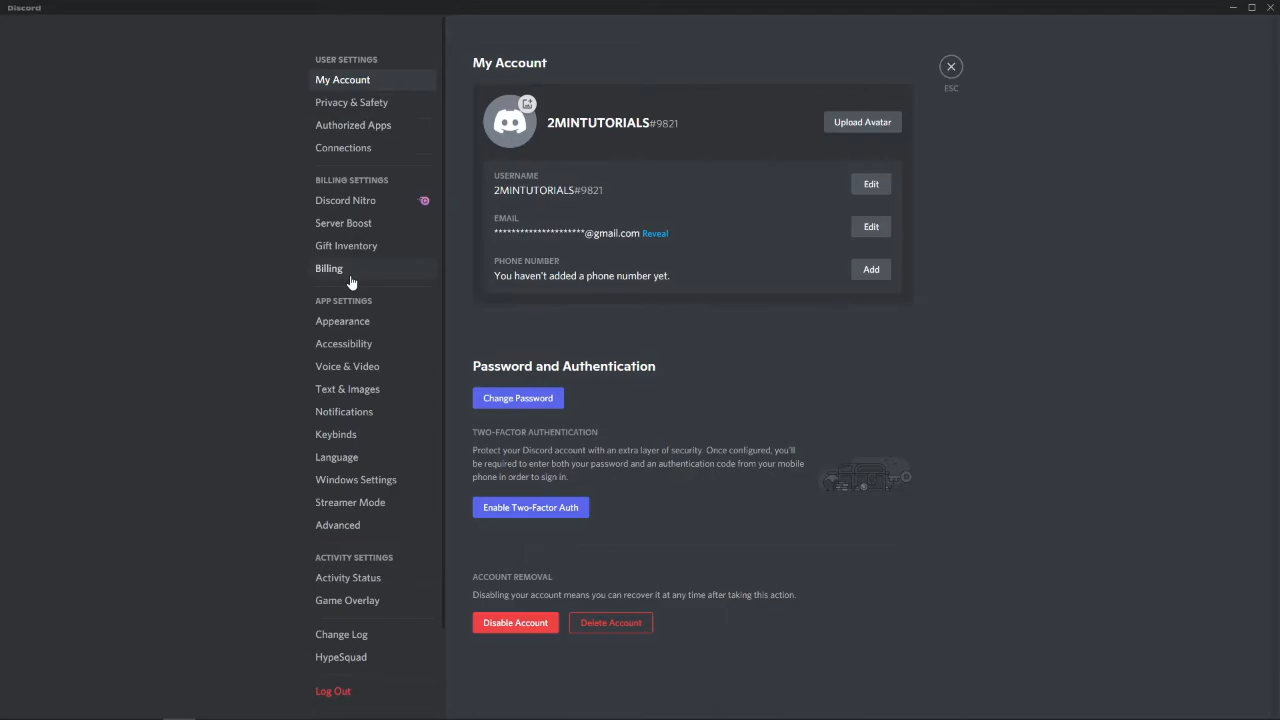 Discord
USER SETTINGS
My Account
Privacy & Safety
Authorized Apps
Connections
BILLING SETTINGS
Discord Nitro
Server Boost
Gift Inventory
Billing
APP SETTINGS
Appearance
Accessibility
Voice & Video
Text & Images
Notifications
Keybinds
Language
Windows Settings
Streamer Mode
Advanced
ACTIVITY SETTINGS
Activity Status
Game Overlay
Change Log
HypeSquad
Log Out
My Account
ESC
2MINTUTORIALS#9821
Upload Avatar
USERNAME
2MINTUTORIALS#9821
Edit
EMAIL
*********************@gmail.com Reveal
Edit
PHONE NUMBER
You haven't added a phone number yet.
Add
Password and Authentication
Change Password
TWO-FACTOR AUTHENTICATION
Protect your Discord account with an extra layer of security. Once configured, you'll
be required to enter both your password and an authentication code from your mobile
phone in order to sign in.
Enable Two-Factor Auth
ACCOUNT REMOVAL
Disabling your account means you can recover it at any time after taking this action.
Disable Account
Delete Account